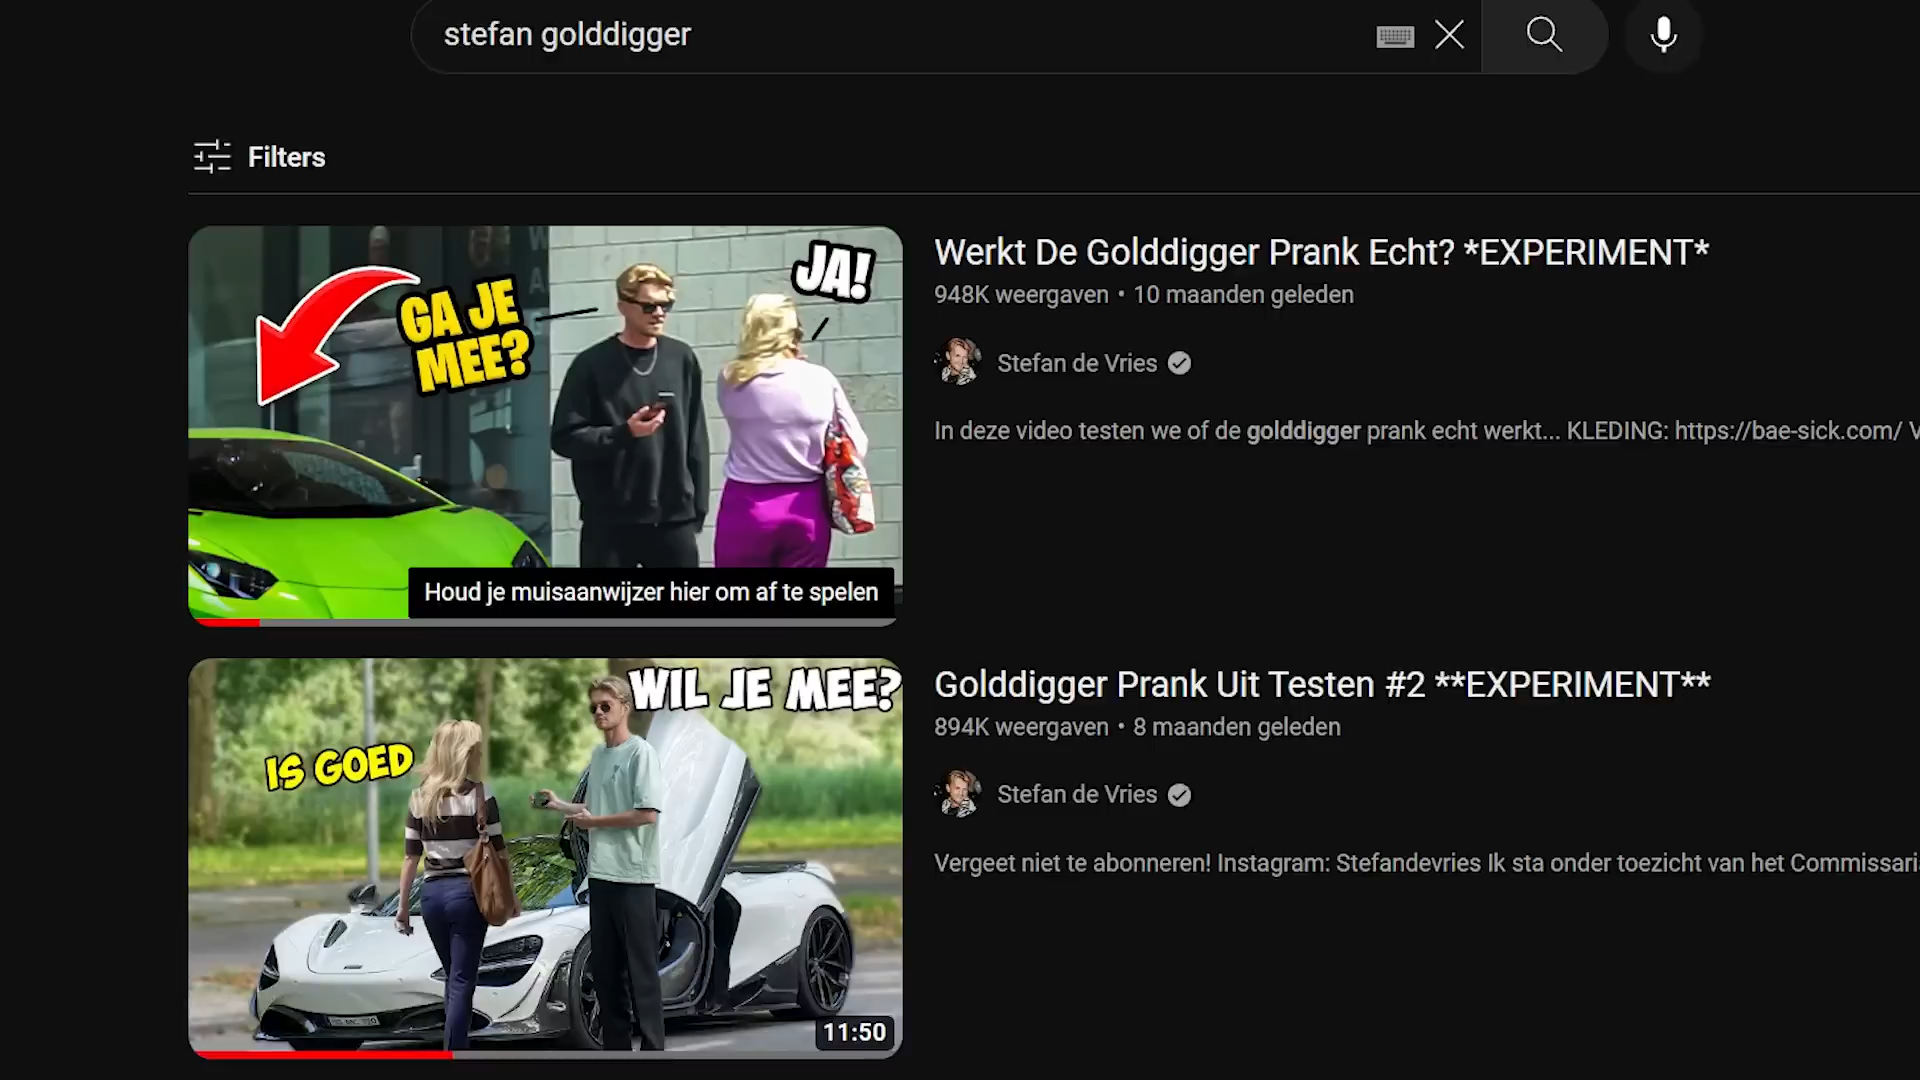 stefan golddigger
Filters
GA JE
MEE?
JA!
Houd je muisaanwijzer hier om af te spelen
Werkt De Golddigger Prank Echt? *EXPERIMENT*
948K weergaven • 10 maanden geleden
Stefan de Vries
In deze video testen we of de golddigger prank echt werkt... KLEDING: https://bae-sick.com/ V
WIL JE MEE?
IS GOED
11:50
Golddigger Prank Uit Testen #2 **EXPERIMENT**
894K weergaven • 8 maanden geleden
Stefan de Vries
Vergeet niet te abonneren! Instagram: Stefandevries Ik sta onder toezicht van het Commissari